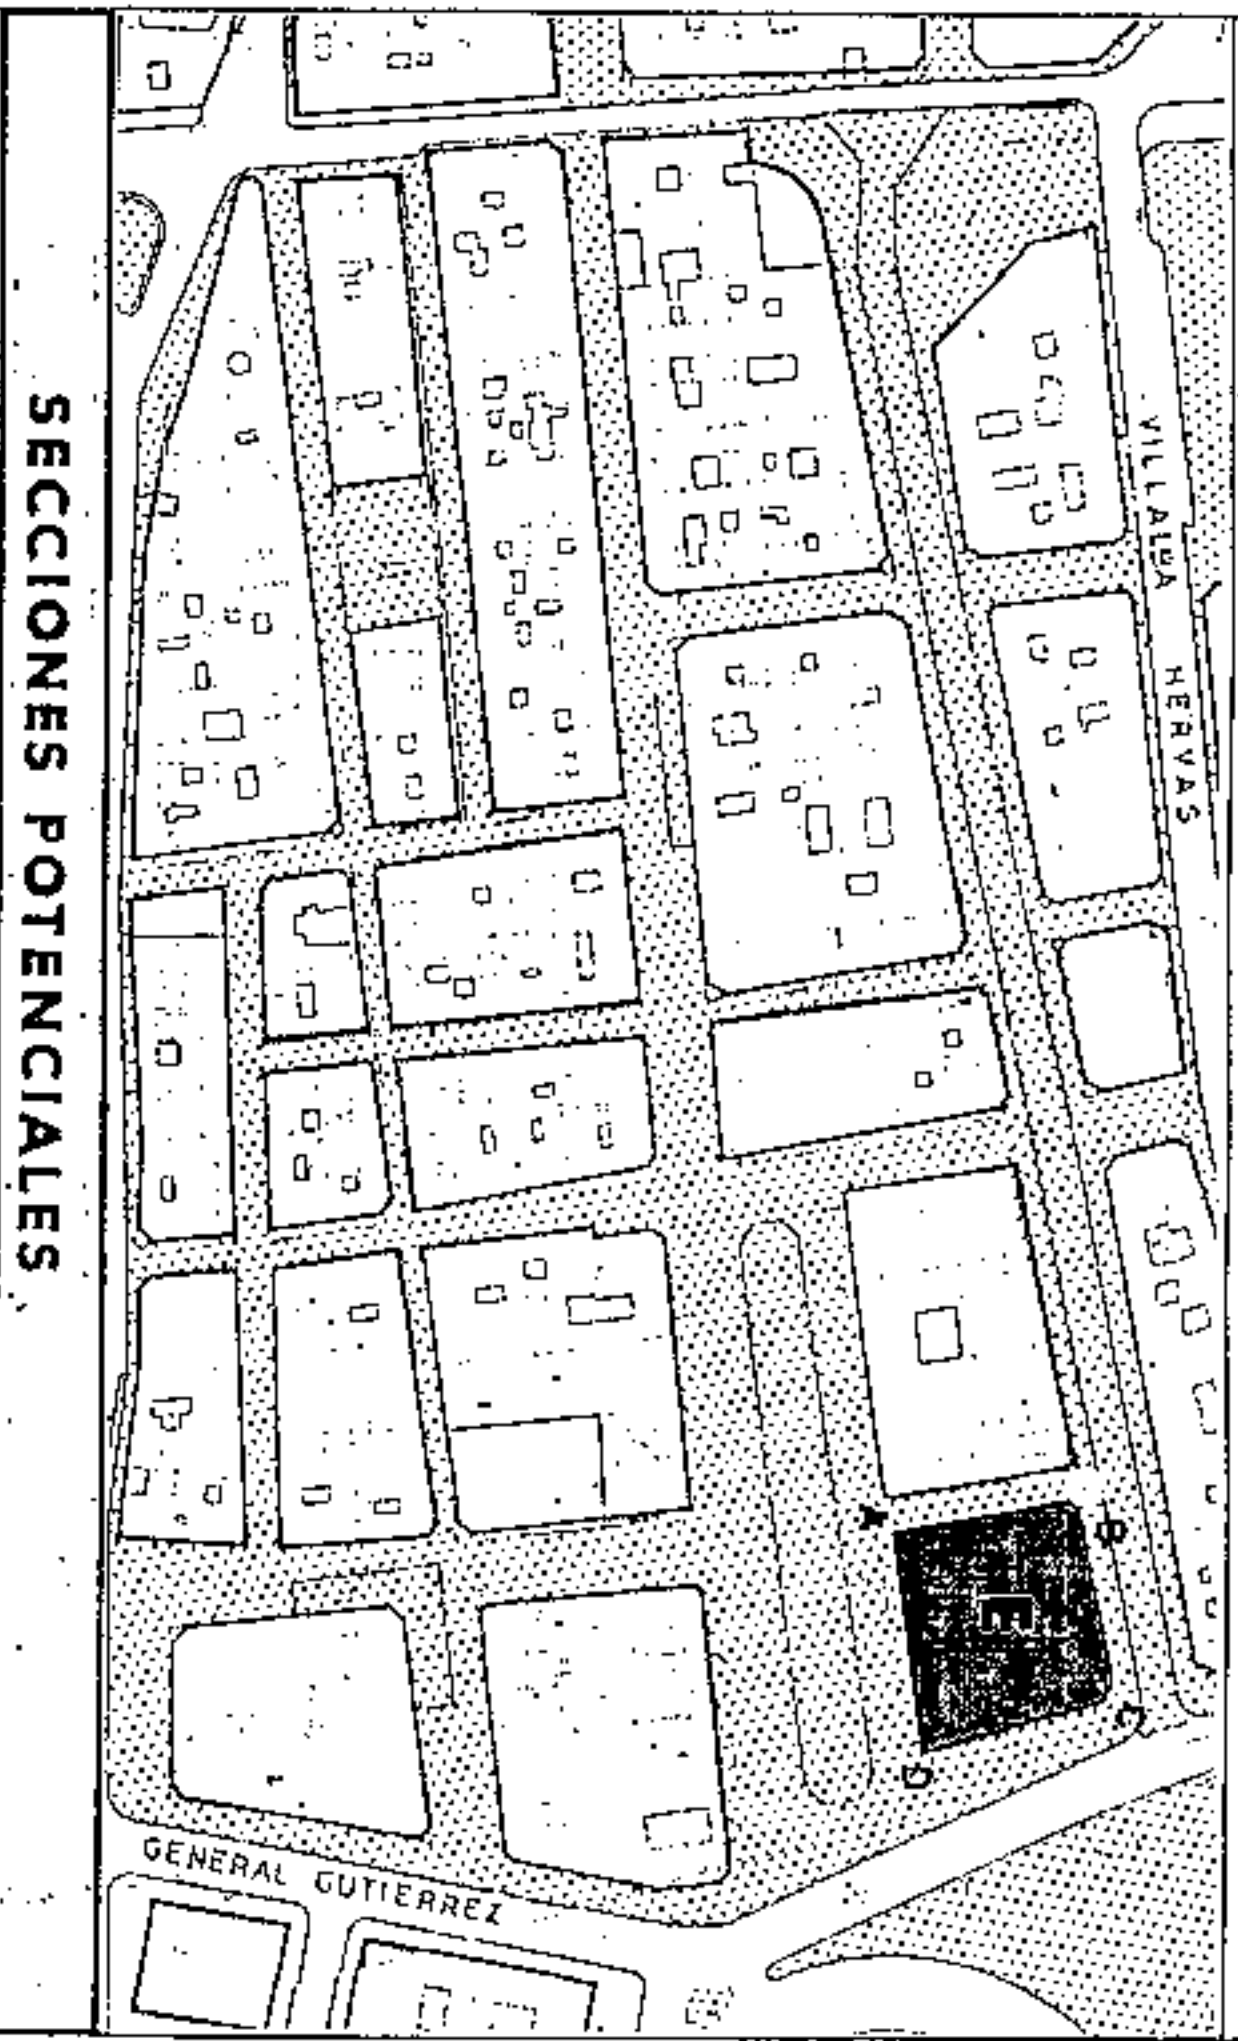 SECCIONES POTENCIALES
VILLALBA HERVAS
GENERAL GUTIERREZ
A
B
C
D
E